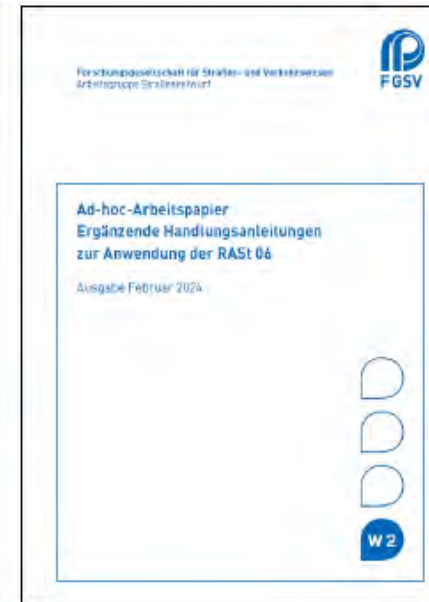 Forschungsgesellschaft für Straßen- und Verkehrswesen
Arbeitsgruppe Straßenentwurf
FGSV
Ad-hoc-Arbeitspapier
Ergänzende Handlungsanleitungen
zur Anwendung der RASt 06
Ausgabe Februar 2024
W 2